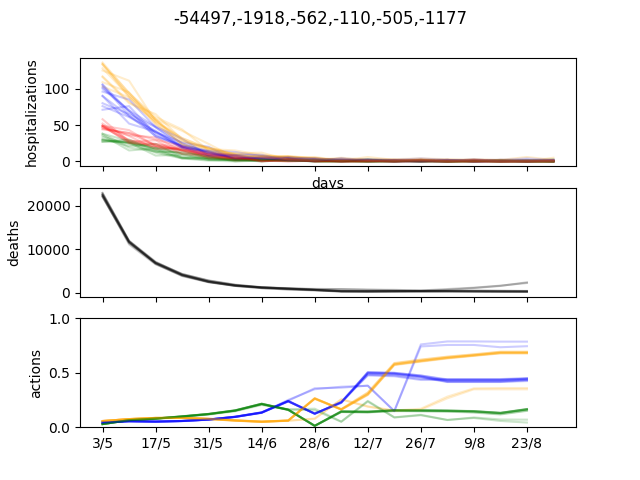 -54497,-1918,-562,-110,-505,-1177
hospitalizations
100
50
0
days
deaths
20000
10000
0
actions
1.0
0.5
0.0
3/5 17/5 31/5 14/6 28/6 12/7 26/7 9/8 23/8